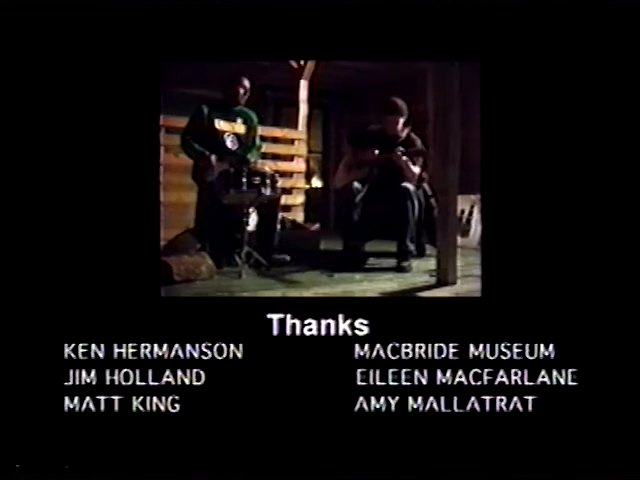 Thanks
KEN HERMANSON
MACBRIDE MUSEUM
JIM HOLLAND
EILEEN MACFARLANE
MATT KING
AMY MALLATRAT